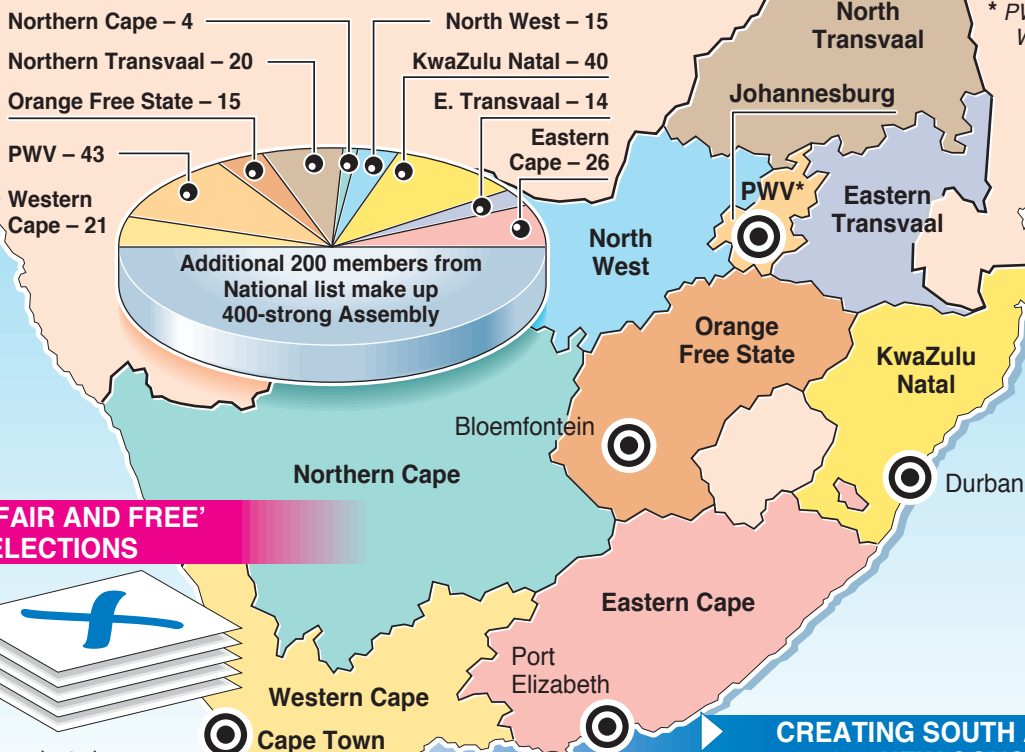 Northern Cape – 4
Northern Transvaal – 20
Orange Free State – 15
PWV – 43
Western
Cape – 21
North West – 15
KwaZulu Natal – 40
E. Transvaal – 14
Eastern
Cape – 26
Additional 200 members from
National list make up
400-strong Assembly
North
Transvaal
Johannesburg
PWV*
Eastern
Transvaal
North
West
Orange
Free State
KwaZulu
Natal
Bloemfontein
Durban
Northern Cape
FAIR AND FREE’
ELECTIONS
Eastern Cape
Port
Elizabeth
Western Cape
Cape Town
CREATING SOUTH